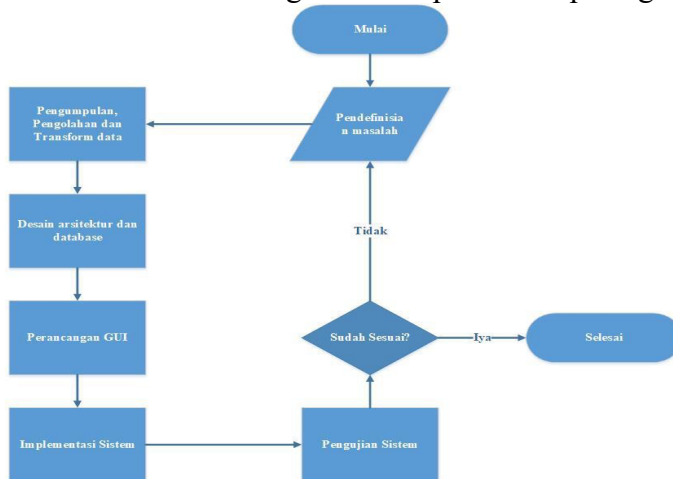 Mulai
Pendefinisia
n masalah
Pengumpulan,
Pengolahan dan
Transform data
Desain arsitektur dan
database
Perancangan GUI
Implementasi Sistem
Pengujian Sistem
Sudah Sesuai?
Tidak
Iya
Selesai